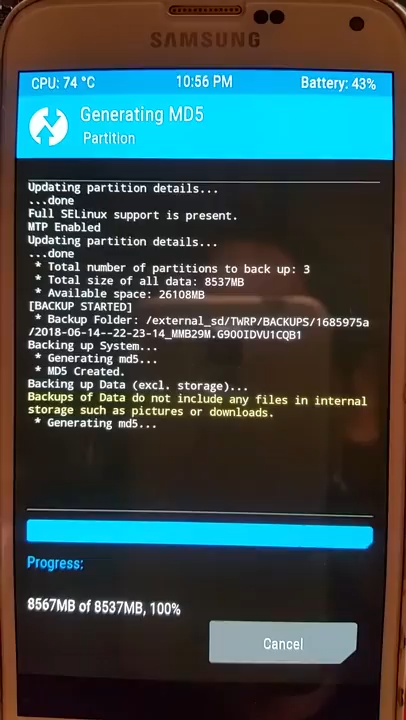 SAMSUNG
CPU: 74 °C 10:56 PM Battery: 43%
Generating MD5
Partition
Updating partition details...
...done
Full SELinux support is present.
MTP Enabled
Updating partition details...
...done
* Total number of partitions to back up: 3
* Total size of all data: 8537MB
* Available space: 26108MB
[BACKUP STARTED]
* Backup Folder: /external_sd/TWRP/BACKUPS/1685975a
/2018-06-14--22-23-14_MMB29M.G900IDVU1CQB1
Backing up System...
* Generating md5...
* MD5 Created.
Backing up Data (excl. storage)...
Backups of Data do not include any files in internal
storage such as pictures or downloads.
* Generating md5...
Progress:
8567MB of 8537MB, 100%
Cancel